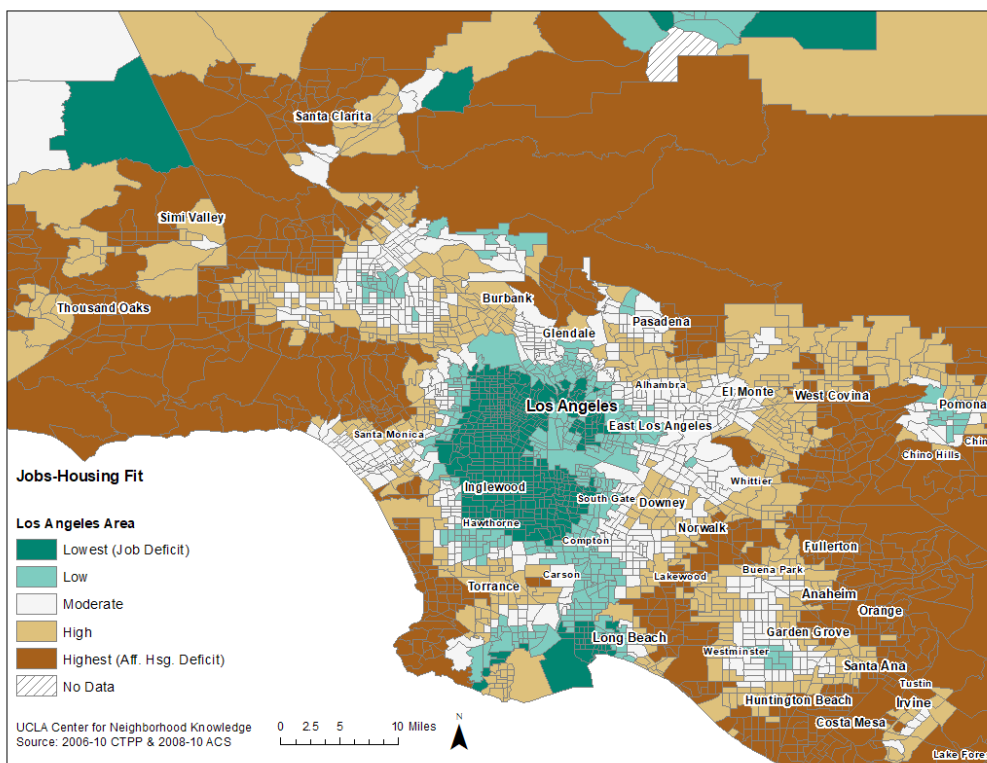 Santa Clarita
Simi Valley
Thousand Oaks
Burbank
Glendale
Pasadena
Alhambra
El Monte
West Covina
Pomona
Los Angeles
East Los Angeles
Santa Monica
Chin
Chino Hills
Whittier
Inglewood
South Gate
Downey
Hawthorne
Norwalk
Compton
Fullerton
Buena Park
Carson
Lakewood
Torrance
Anaheim
Orange
Long Beach
Garden Grove
Westminster
Santa Ana
Tustin
Huntington Beach
Irvine
Costa Mesa
Lake Fores
Jobs-Housing Fit
Los Angeles Area
Lowest (Job Deficit)
Low
Moderate
High
Highest (Aff. Hsg. Deficit)
No Data
UCLA Center for Neighborhood Knowledge
Source: 2006-10 CTPP & 2008-10 ACS
0 2.5 5 10 Miles
N